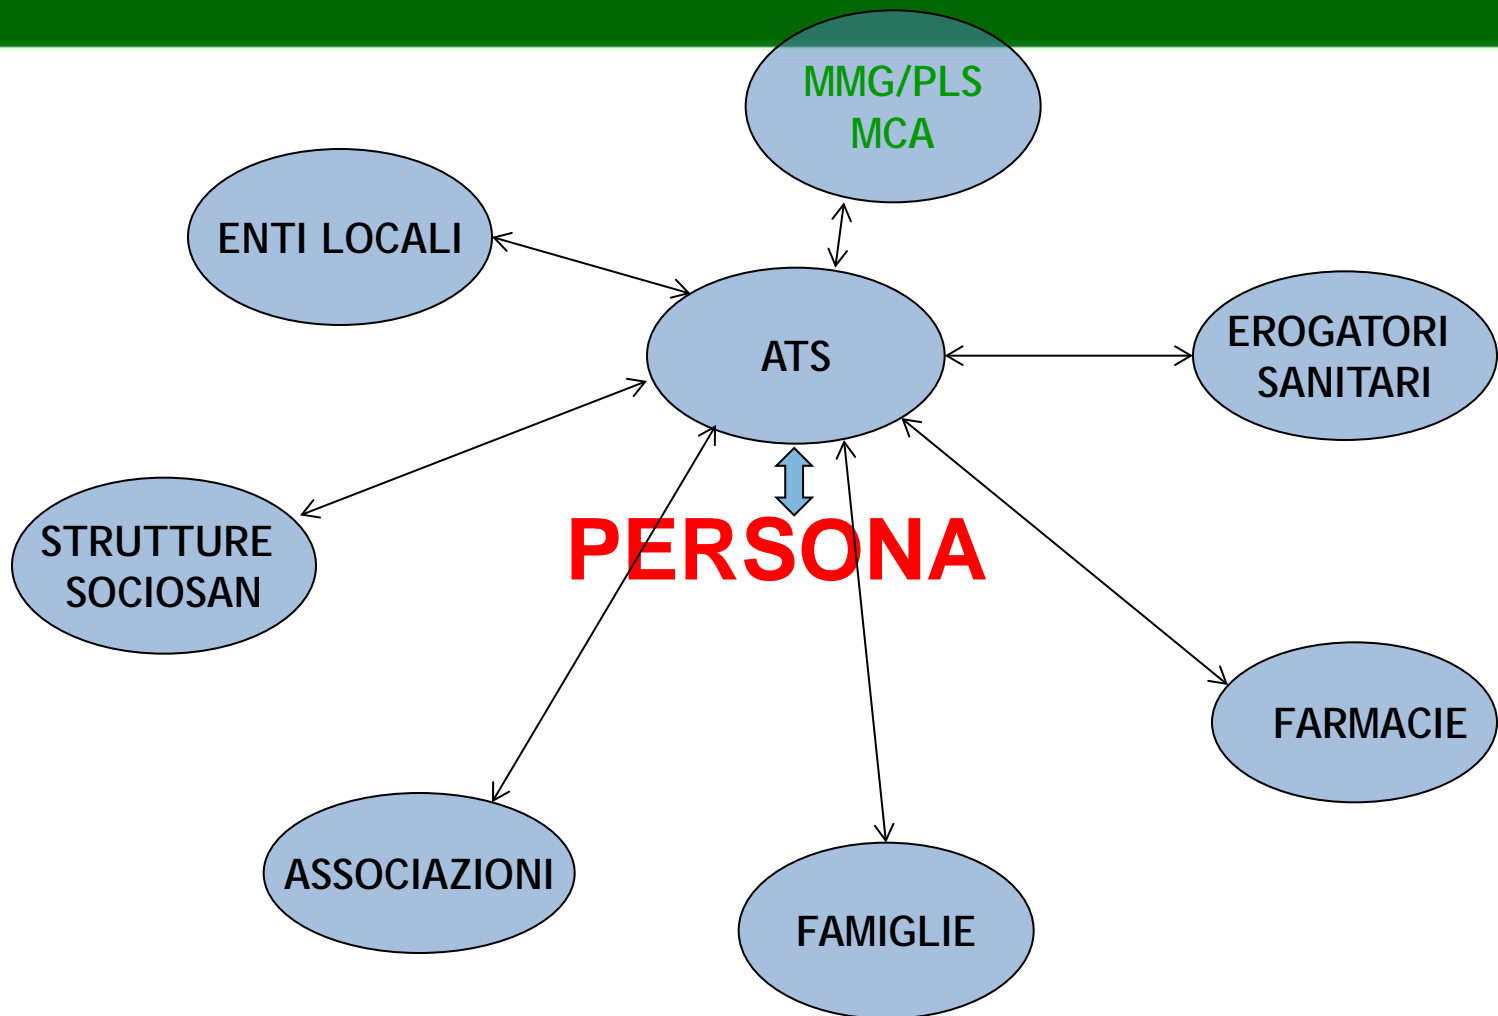 MMG/PLS
MCA
ENTI LOCALI
ATS
EROGATORI
SANITARI
STRUTTURE
SOCIOSAN
PERSONA
FARMACIE
ASSOCIAZIONI
FAMIGLIE